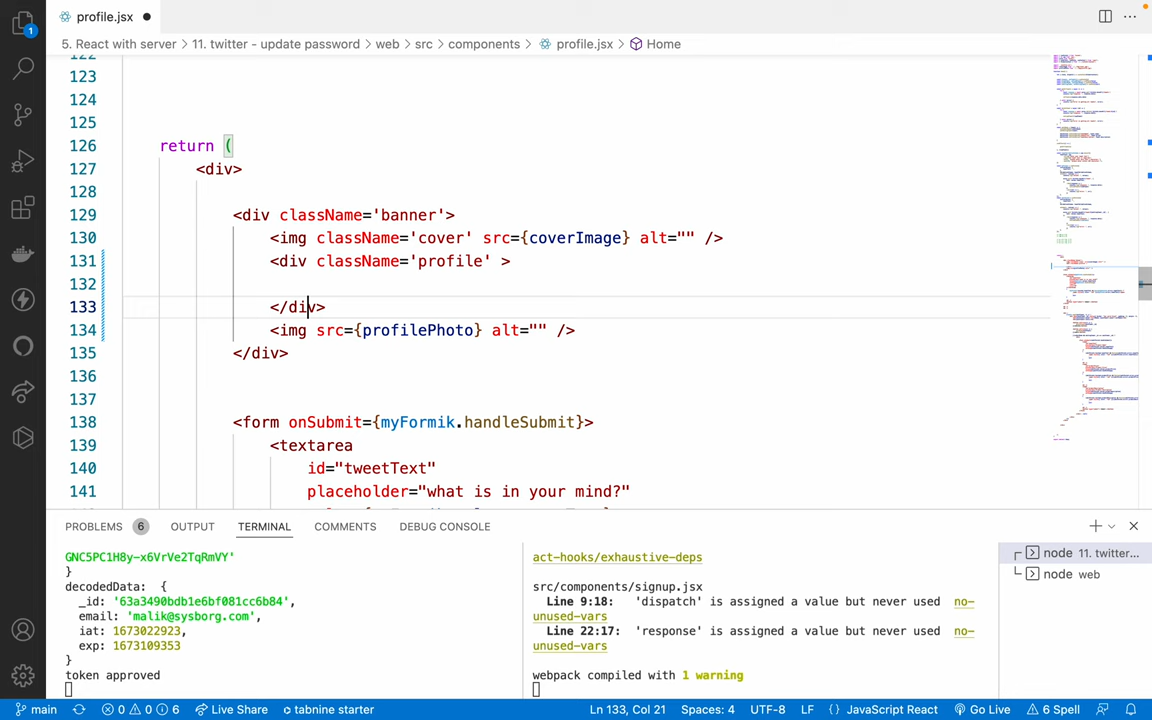 profile.jsx
5. React with server > 11. twitter - update password > web > src > components > profile.jsx > Home
1
122
123
124
125
126 return (
127 <div>
128
129 <div className='banner'>
130 <img className='cover' src={coverImage} alt="" />
131 <div className='profile' >
132
133 </div>
134 <img src={profilePhoto} alt="" />
135 </div>
136
137
138 <form onSubmit={myFormik.handleSubmit}>
139 <textarea
140 id="tweetText"
141 placeholder="what is in your mind?"
PROBLEMS 6 OUTPUT TERMINAL COMMENTS DEBUG CONSOLE
GNC5PC1H8y-x6VrVe2TqRmVY'
}
decodedData: {
_id: '63a3490bdb1e6bf081cc6b84',
email: 'malik@sysborg.com',
iat: 1673022923,
exp: 1673109353
}
token approved
act-hooks/exhaustive-deps
src/components/signup.jsx
Line 9:18: 'dispatch' is assigned a value but never used no-
unused-vars
Line 22:17: 'response' is assigned a value but never used no-
unused-vars
webpack compiled with 1 warning
node 11. twitter...
node web
main 0 0 6 Live Share tabnine starter Ln 133, Col 21 Spaces: 4 UTF-8 LF {} JavaScript React Go Live 6 Spell